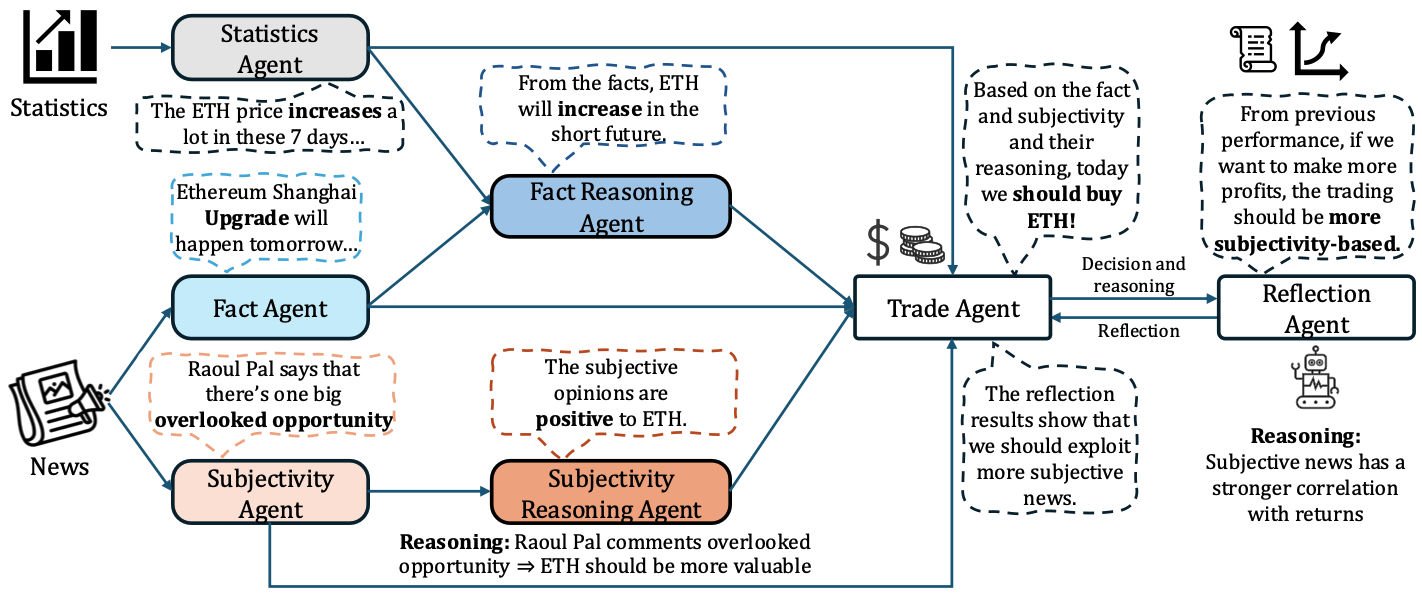 Statistics
Statistics
Agent
The ETH price increases a
lot in these 7 days...
From the facts, ETH
will increase in the
short future.
Ethereum Shanghai
Upgrade will
happen tomorrow...
Fact Reasoning
Agent
Fact Agent
News
Raoul Pal says that
there's one big
overlooked opportunity
Subjectivity
Agent
The subjective
opinions are
positive to ETH.
Subjectivity
Reasoning Agent
Reasoning: Raoul Pal comments overlooked
opportunity ⇒ ETH should be more valuable
Based on the fact
and subjectivity
and their
reasoning, today
we should buy
ETH!
$
Trade Agent
The reflection
results show that
we should exploit
more subjective
news.
Decision and
reasoning
Reflection
From previous
performance, if we
want to make more
profits, the trading
should be more
subjectivity-based.
Reflection
Agent
Reasoning:
Subjective news has a
stronger correlation
with returns